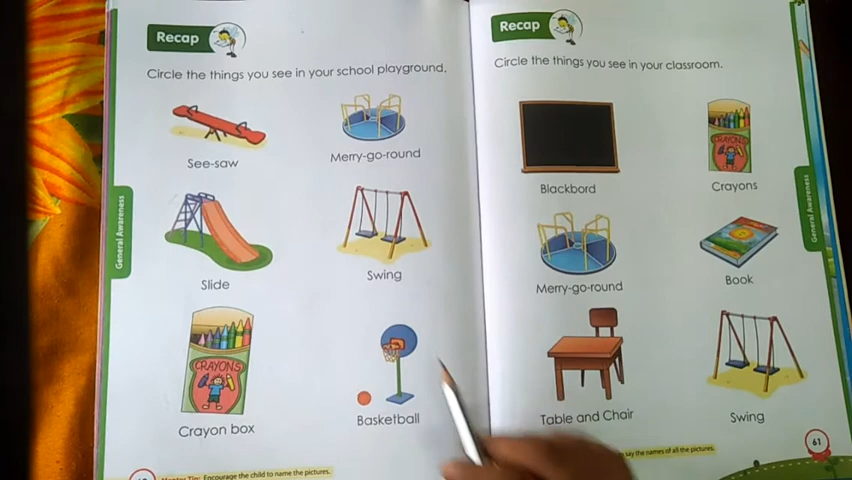 Recap
Circle the things you see in your school playground.
See-saw
Merry-go-round
Slide
Swing
CRAYONS
Crayon box
Basketball
General Awareness
Mentor Tip: Encourage the child to name the pictures.
Recap
Circle the things you see in your classroom.
Blackbord
CRAYONS
Crayons
Merry-go-round
Book
Table and Chair
Swing
General Awareness
say the names of all the pictures.
61